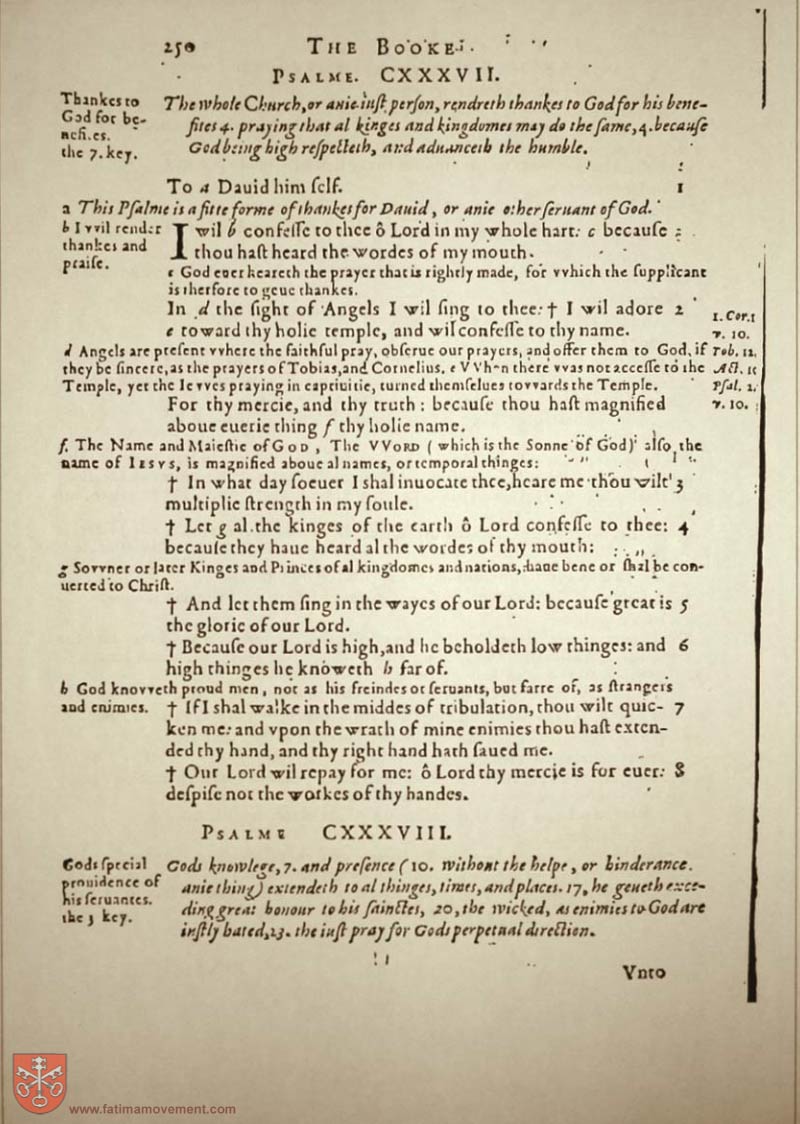 250 THE BOOKE
PSALME. CXXXVII.
Thankes to
God for be-
nefites.
the 7. key.
The whole Church, or anie iuſt perſon, rendreth thankes to God for his bene-
fites 4. praying that al kinges and kingdomes may do the ſame, 4. becauſe
God being high reſpecteth, and aduanceth the humble.
To a Dauid him ſelf. 1
a This Pſalme is a fitte forme of thankes for Dauid, or anie other ſeruant of God.
b I wil render
thankes and
praiſe.
I wil b confeſſe to thee ô Lord in my whole hart: c becauſe
thou haſt heard the wordes of my mouth.
c God euer heareth the prayer that is rightly made, for vvhich the ſupplicant
is therfore to geue thankes.
In d the ſight of Angels I wil ſing to thee: † I wil adore 2
e toward thy holie temple, and wil confeſſe to thy name.
1. Cor. 1
v. 10.
d Angels are preſent vvhere the faithful pray, obſerue our prayers, and offer them to God, if
they be ſincere, as the prayers of Tobias, and Cornelius. e VVhen there vvas not acceſſe to the
Temple, yet the Ievves praying in captiuitie, turned themſelues tovvards the Temple.
Tob. 12.
Act. 10
Pſal. 2.
v. 10.
For thy mercie, and thy truth: becauſe thou haſt magnified
aboue euerie thing f thy holie name.
f. The Name and Maieſtie of GOD, The VVORD (which is the Sonne of God) alſo the
name of IESVS, is magnified aboue al names, or temporal thinges:
† In what day ſoeuer I shal inuocate thee, heare me: thou wilt 3
multiplie ſtrength in my ſoule.
† Let g al the kinges of the earth ô Lord confeſſe to thee: 4
becauſe they haue heard al the wordes of thy mouth:
g Sovvner or later Kinges and Princes of al kingdomes and nations, haue bene or ſhal be con-
uerted to Chriſt.
† And let them ſing in the wayes of our Lord: becauſe great is 5
the glorie of our Lord.
† Becauſe our Lord is high, and he beholdeth low thinges: and 6
high thinges he knoweth h far of.
h God knovveth proud men, not as his freindes or ſeruants, but farre of, as ſtrangers
and enimies.
† If I shal walke in the middes of tribulation, thou wilt quic- 7
ken me: and vpon the wrath of mine enimies thou haſt exten-
ded thy hand, and thy right hand hath ſaued me.
† Our Lord wil repay for me: ô Lord thy mercie is for euer: 8
deſpiſe not the workes of thy handes.
PSALME CXXXVIII.
Gods ſpecial
prouidence of
his ſeruantes.
the 3 key.
Gods knowlege, 7. and preſence (10. without the helpe, or hinderance.
anie thing) extendeth to al thinges, times, and places. 17, he geueth exce-
ding great honour to his ſainctes, 20, the wicked, as enimies to God are
iuſtly hated, 23. the iuſt pray for Gods perpetual direction.
Vnto
www.fatimamovement.com